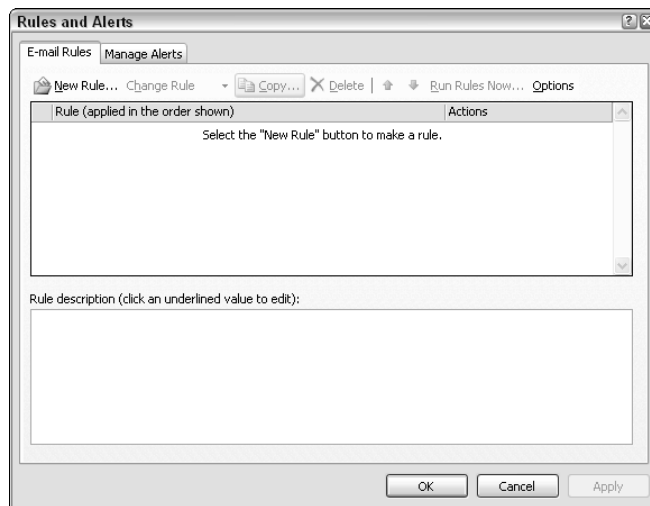 Rules and Alerts
E-mail Rules Manage Alerts
New Rule... Change Rule Copy... Delete Run Rules Now... Options
Rule (applied in the order shown) Actions
Select the "New Rule" button to make a rule.
Rule description (click an underlined value to edit):
OK Cancel Apply